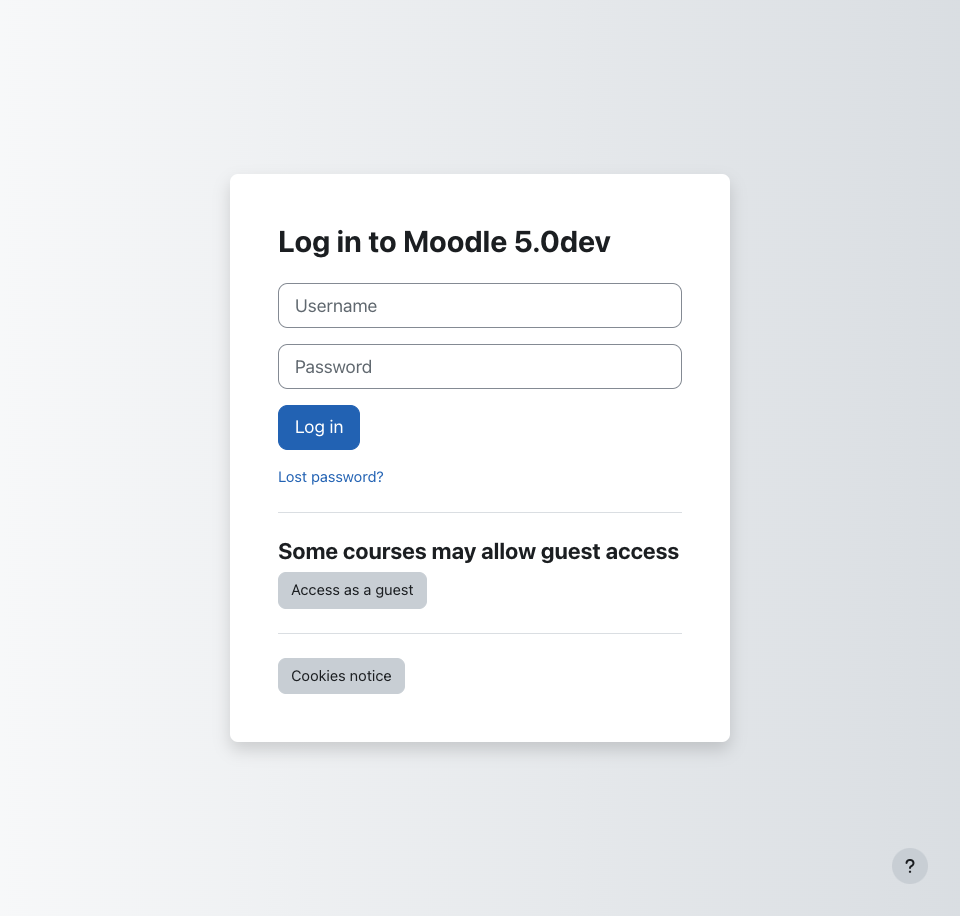 Log in to Moodle 5.0dev
Username
Password
Log in
Lost password?
Some courses may allow guest access
Access as a guest
Cookies notice
?